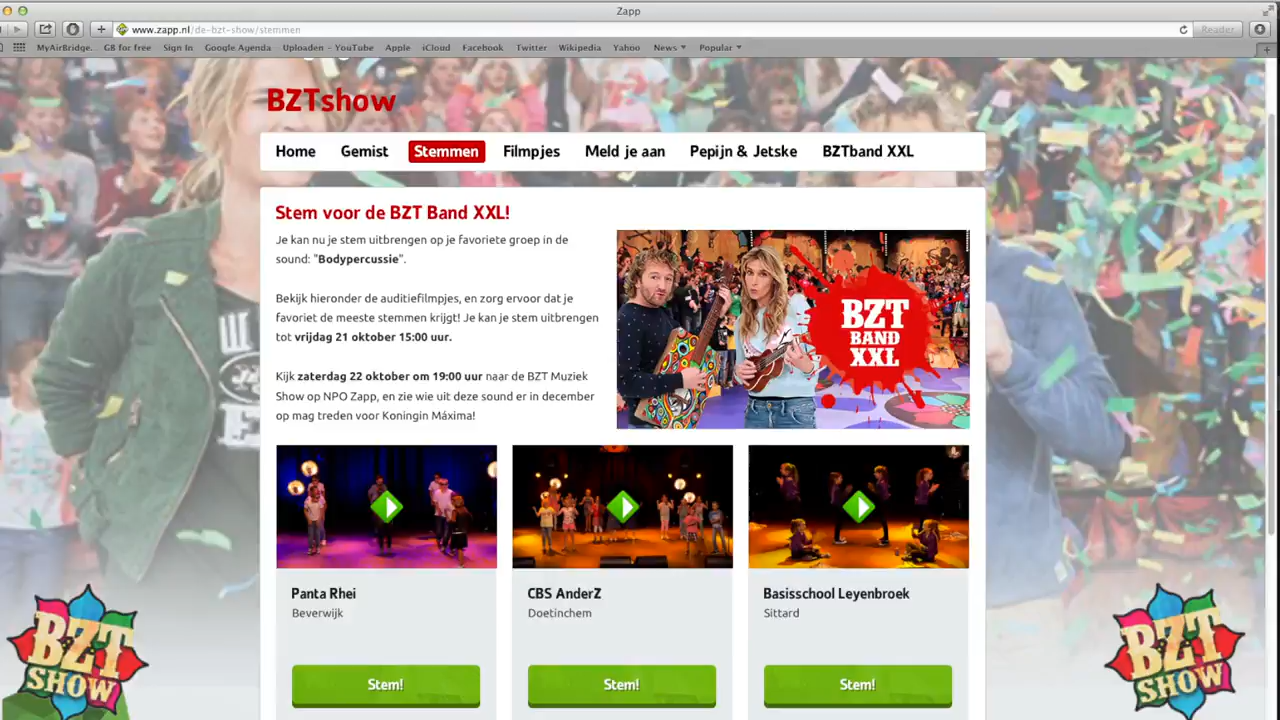 Zapp
www.zapp.nl/de-bzt-show/stemmen
Reader
MyAirBridge. GB for free Sign In Google Agenda Uploaden - YouTube Apple iCloud Facebook Twitter Wikipedia Yahoo News Popular
BZTshow
Home Gemist Stemmen Filmpjes Meld je aan Pepijn & Jetske BZTband XXL
Stem voor de BZT Band XXL!
Je kan nu je stem uitbrengen op je favoriete groep in de
sound: "Bodypercussie".
Bekijk hieronder de auditiefilmpjes, en zorg ervoor dat je
favoriet de meeste stemmen krijgt! Je kan je stem uitbrengen
tot vrijdag 21 oktober 15:00 uur.
Kijk zaterdag 22 oktober om 19:00 uur naar de BZT Muziek
Show op NPO Zapp, en zie wie uit deze sound er in december
op mag treden voor Koningin Máxima!
BZT
BAND
XXL
Panta Rhei
Beverwijk
Stem!
CBS AnderZ
Doetinchem
Stem!
Basisschool Leyenbroek
Sittard
Stem!
BZT
SHOW
BZT
SHOW